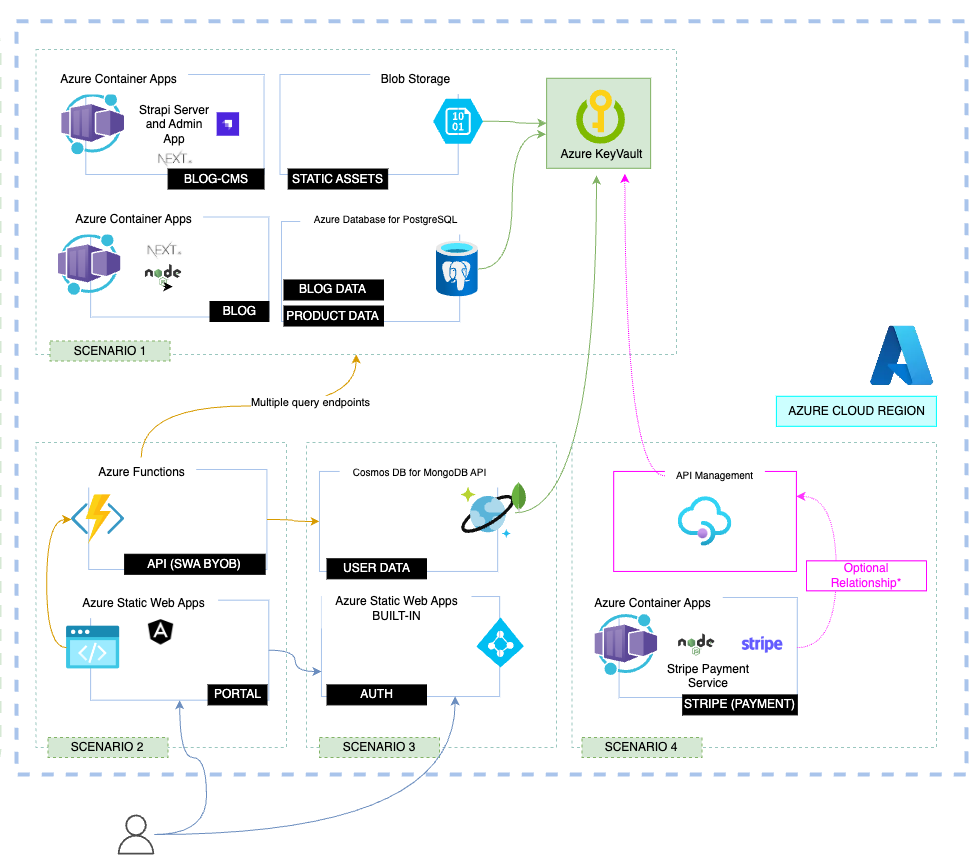 Azure Container Apps
Strapi Server
and Admin
App
NEXT.JS
BLOG-CMS
Blob Storage
10
01
STATIC ASSETS
Azure KeyVault
Azure Container Apps
NEXT.JS
node
JS
BLOG
Azure Database for PostgreSQL
BLOG DATA
PRODUCT DATA
SCENARIO 1
Multiple query endpoints
AZURE CLOUD REGION
Azure Functions
API (SWA BYOB)
Cosmos DB for MongoDB API
USER DATA
API Management
Optional
Relationship*
Azure Static Web Apps
A
PORTAL
Azure Static Web Apps
BUILT-IN
AUTH
Azure Container Apps
node
JS
stripe
Stripe Payment
Service
STRIPE (PAYMENT)
SCENARIO 2
SCENARIO 3
SCENARIO 4